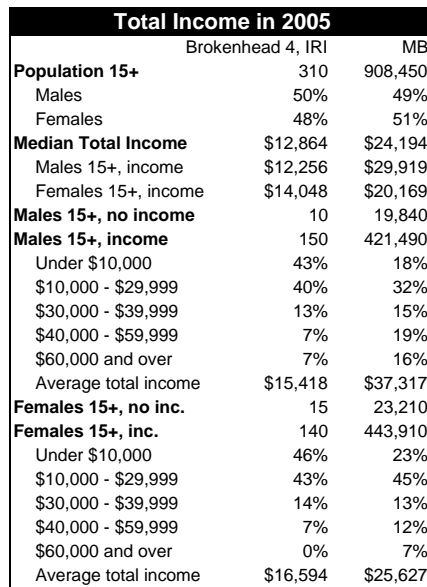 Total Income in 2005
Brokenhead 4, IRI MB
Population 15+ 310 908,450
Males 50% 49%
Females 48% 51%
Median Total Income $12,864 $24,194
Males 15+, income $12,256 $29,919
Females 15+, income $14,048 $20,169
Males 15+, no income 10 19,840
Males 15+, income 150 421,490
Under $10,000 43% 18%
$10,000 - $29,999 40% 32%
$30,000 - $39,999 13% 15%
$40,000 - $59,999 7% 19%
$60,000 and over 7% 16%
Average total income $15,418 $37,317
Females 15+, no inc. 15 23,210
Females 15+, inc. 140 443,910
Under $10,000 46% 23%
$10,000 - $29,999 43% 45%
$30,000 - $39,999 14% 13%
$40,000 - $59,999 7% 12%
$60,000 and over 0% 7%
Average total income $16,594 $25,627